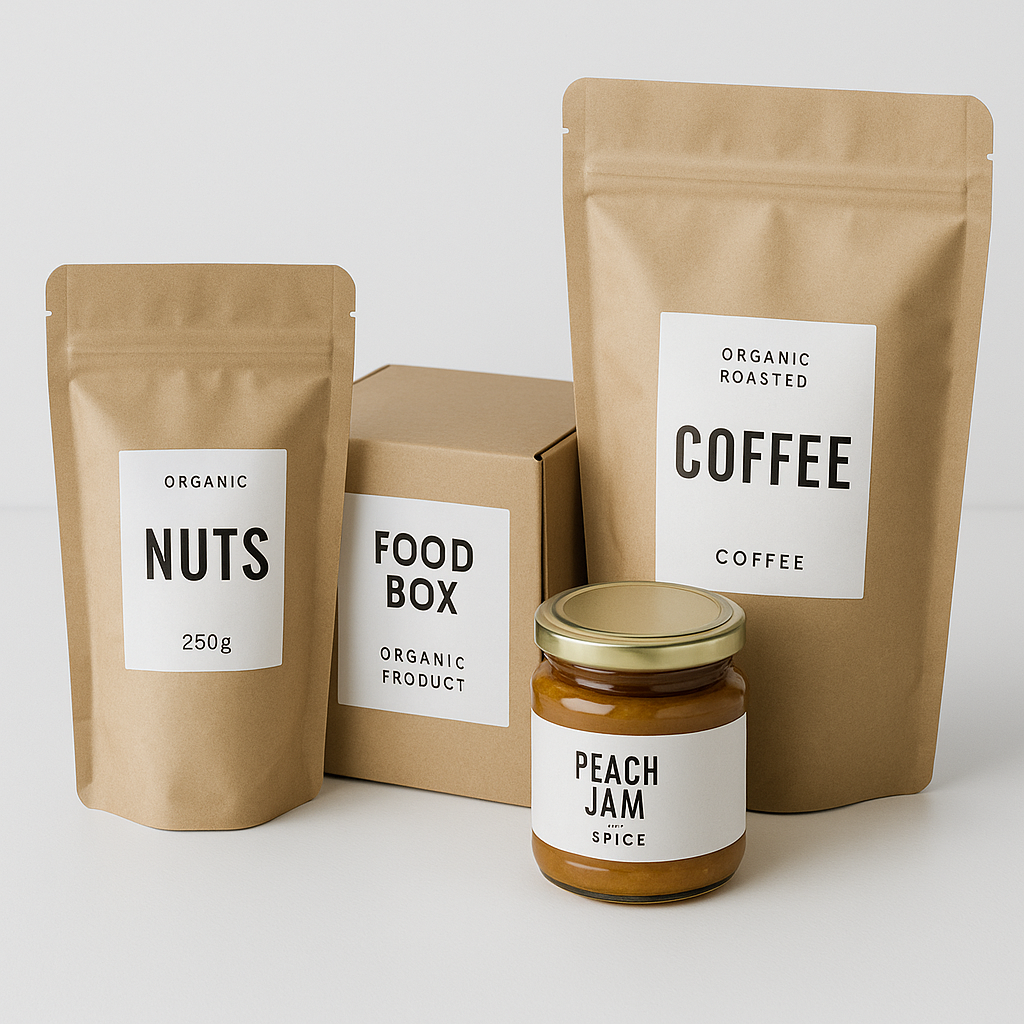 ORGANIC
NUTS
250g
FOOD
BOX
ORGANIC
FRODUCT
ORGANIC
ROASTED
COFFEE
COFFEE
PEACH
JAM
SPICE